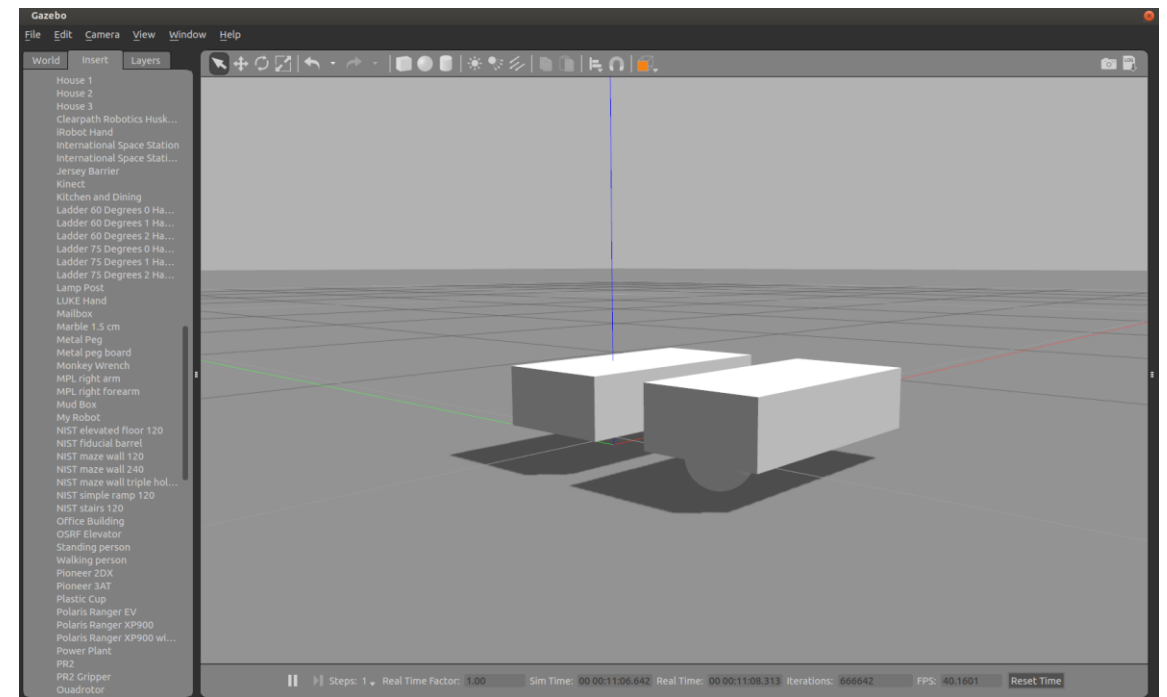 Gazebo
File Edit Camera View Window Help
World Insert Layers
House 1
House 2
House 3
Clearpath Robotics Husk...
iRobot Hand
International Space Station
International Space Stati...
Jersey Barrier
Kinect
Kitchen and Dining
Ladder 60 Degrees 0 Ha...
Ladder 60 Degrees 1 Ha...
Ladder 60 Degrees 2 Ha...
Ladder 75 Degrees 0 Ha...
Ladder 75 Degrees 1 Ha...
Ladder 75 Degrees 2 Ha...
Lamp Post
LUKE Hand
Mailbox
Marble 1.5 cm
Metal Peg
Metal peg board
Monkey Wrench
MPL right arm
MPL right forearm
Mud Box
My Robot
NIST elevated floor 120
NIST fiducial barrel
NIST maze wall 120
NIST maze wall 240
NIST maze wall triple hol...
NIST simple ramp 120
NIST stairs 120
Office Building
OSRF Elevator
Standing person
Walking person
Pioneer 2DX
Pioneer 3AT
Plastic Cup
Polaris Ranger EV
Polaris Ranger XP900
Polaris Ranger XP900 wi...
Power Plant
PR2
PR2 Gripper
Quadrotor
Steps: 1 Real Time Factor: 1.00 Sim Time: 00 00:11:06.642 Real Time: 00 00:11:08.313 Iterations: 666642 FPS: 40.1601 Reset Time